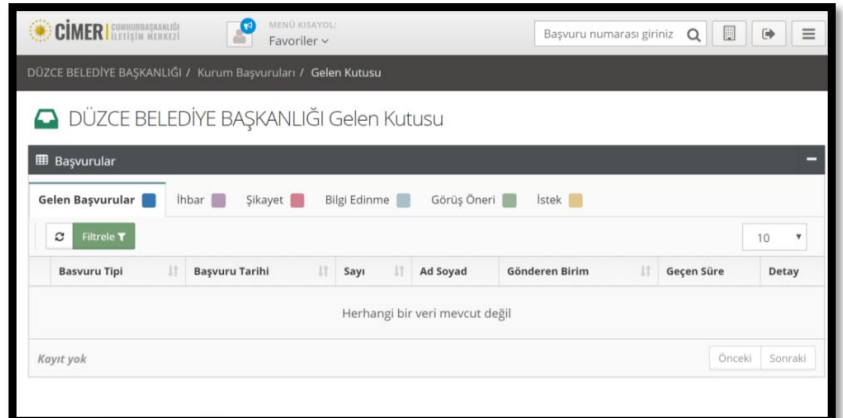 CİMER CUMHURBAŞKANLIĞI
İLETİŞİM MERKEZİ
MENÜ KISAYOL:
Favoriler
Başvuru numarası giriniz
DÜZCE BELEDİYE BAŞKANLIĞI / Kurum Başvuruları / Gelen Kutusu
DÜZCE BELEDİYE BAŞKANLIĞI Gelen Kutusu
Başvurular
Gelen Başvurular İhbar Şikayet Bilgi Edinme Görüş Öneri İstek
Filtrele 10
Basvuru Tipi Başvuru Tarihi Sayı Ad Soyad Gönderen Birim Geçen Süre Detay
Herhangi bir veri mevcut değil
Kayıt yok Önceki Sonraki